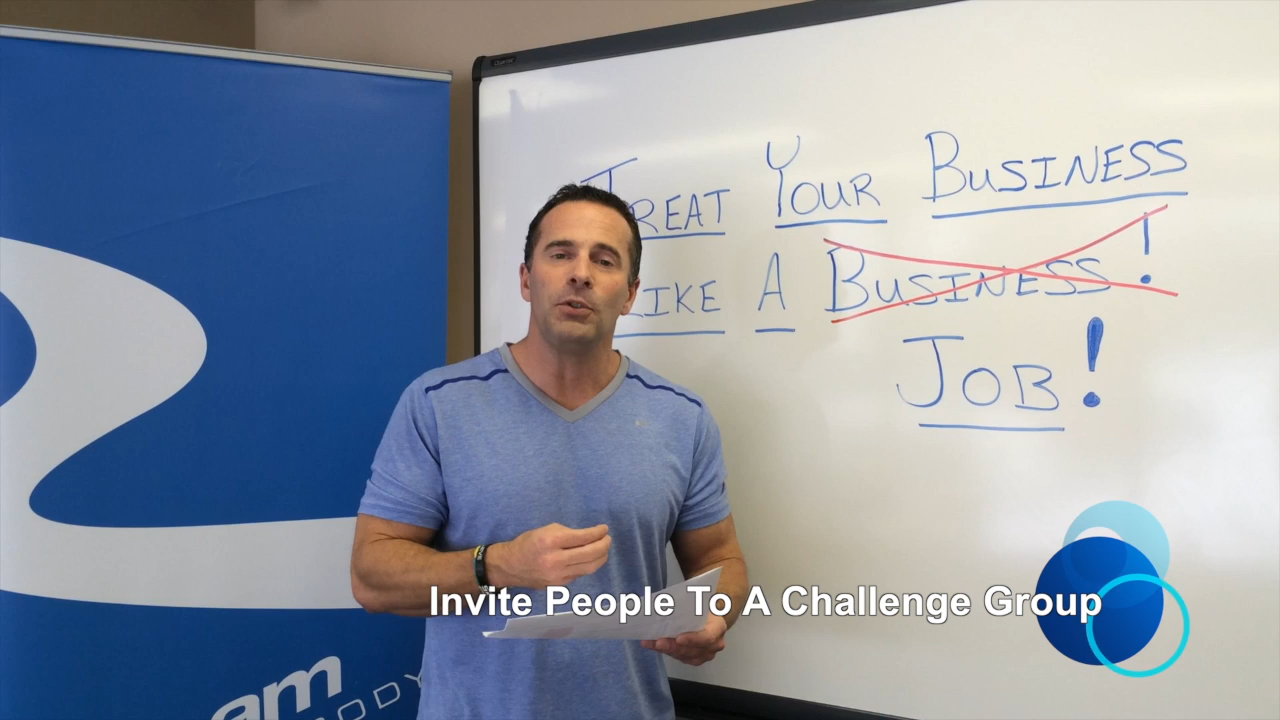 TREAT YOUR BUSINESS
LIKE A BUSINESS!
JOB!
Invite People To A Challenge Group